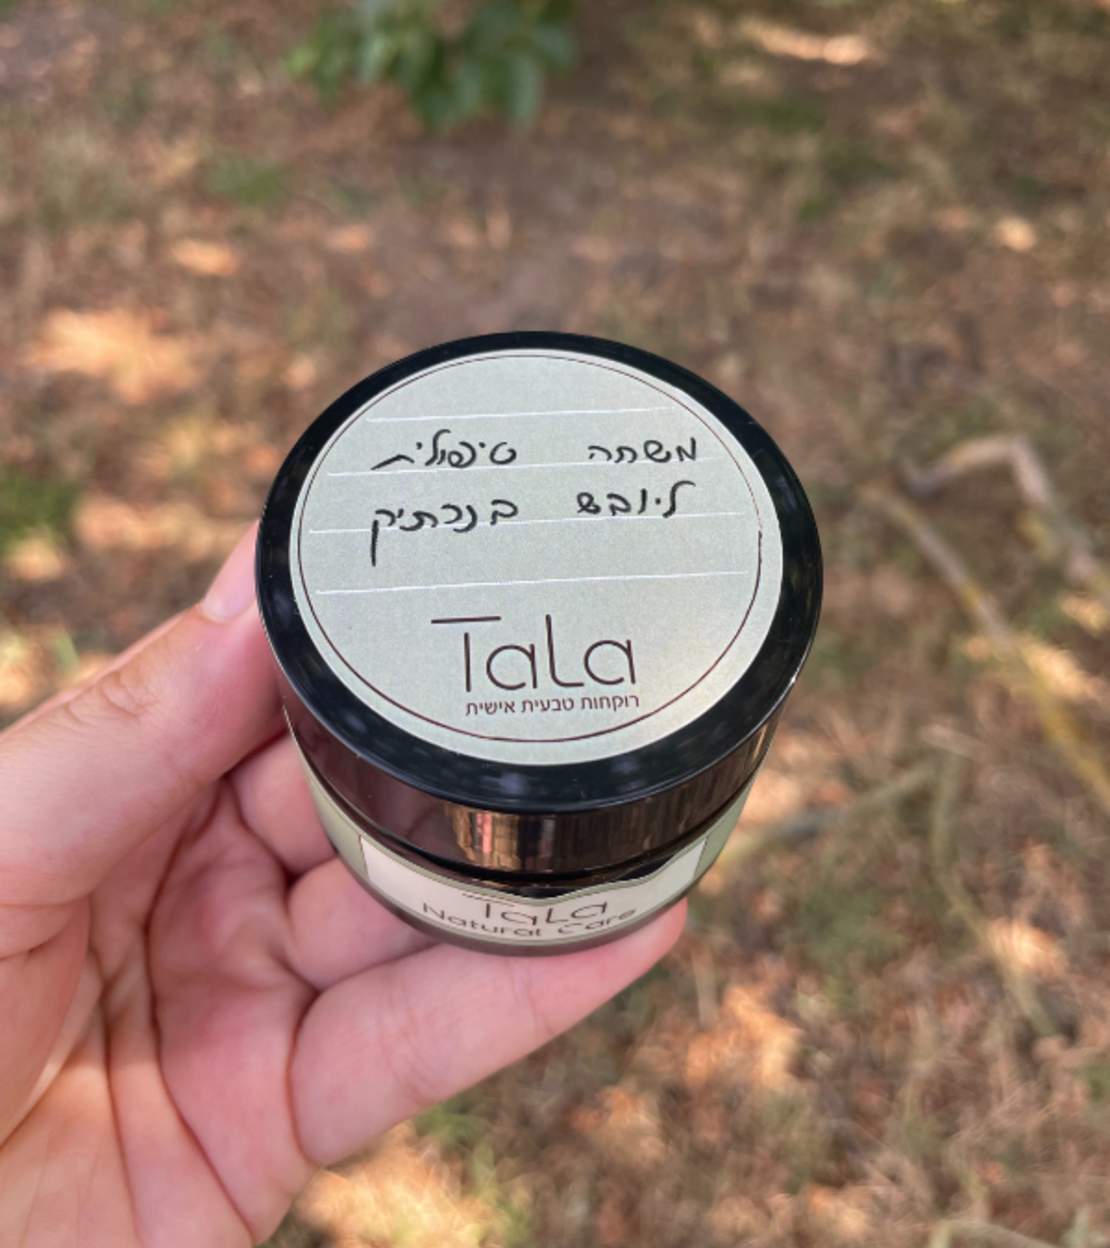 משחה טיפולית
ליובש בנרתיק
TaLa
רוקחות טבעית אישית
TaLa
Natural Care